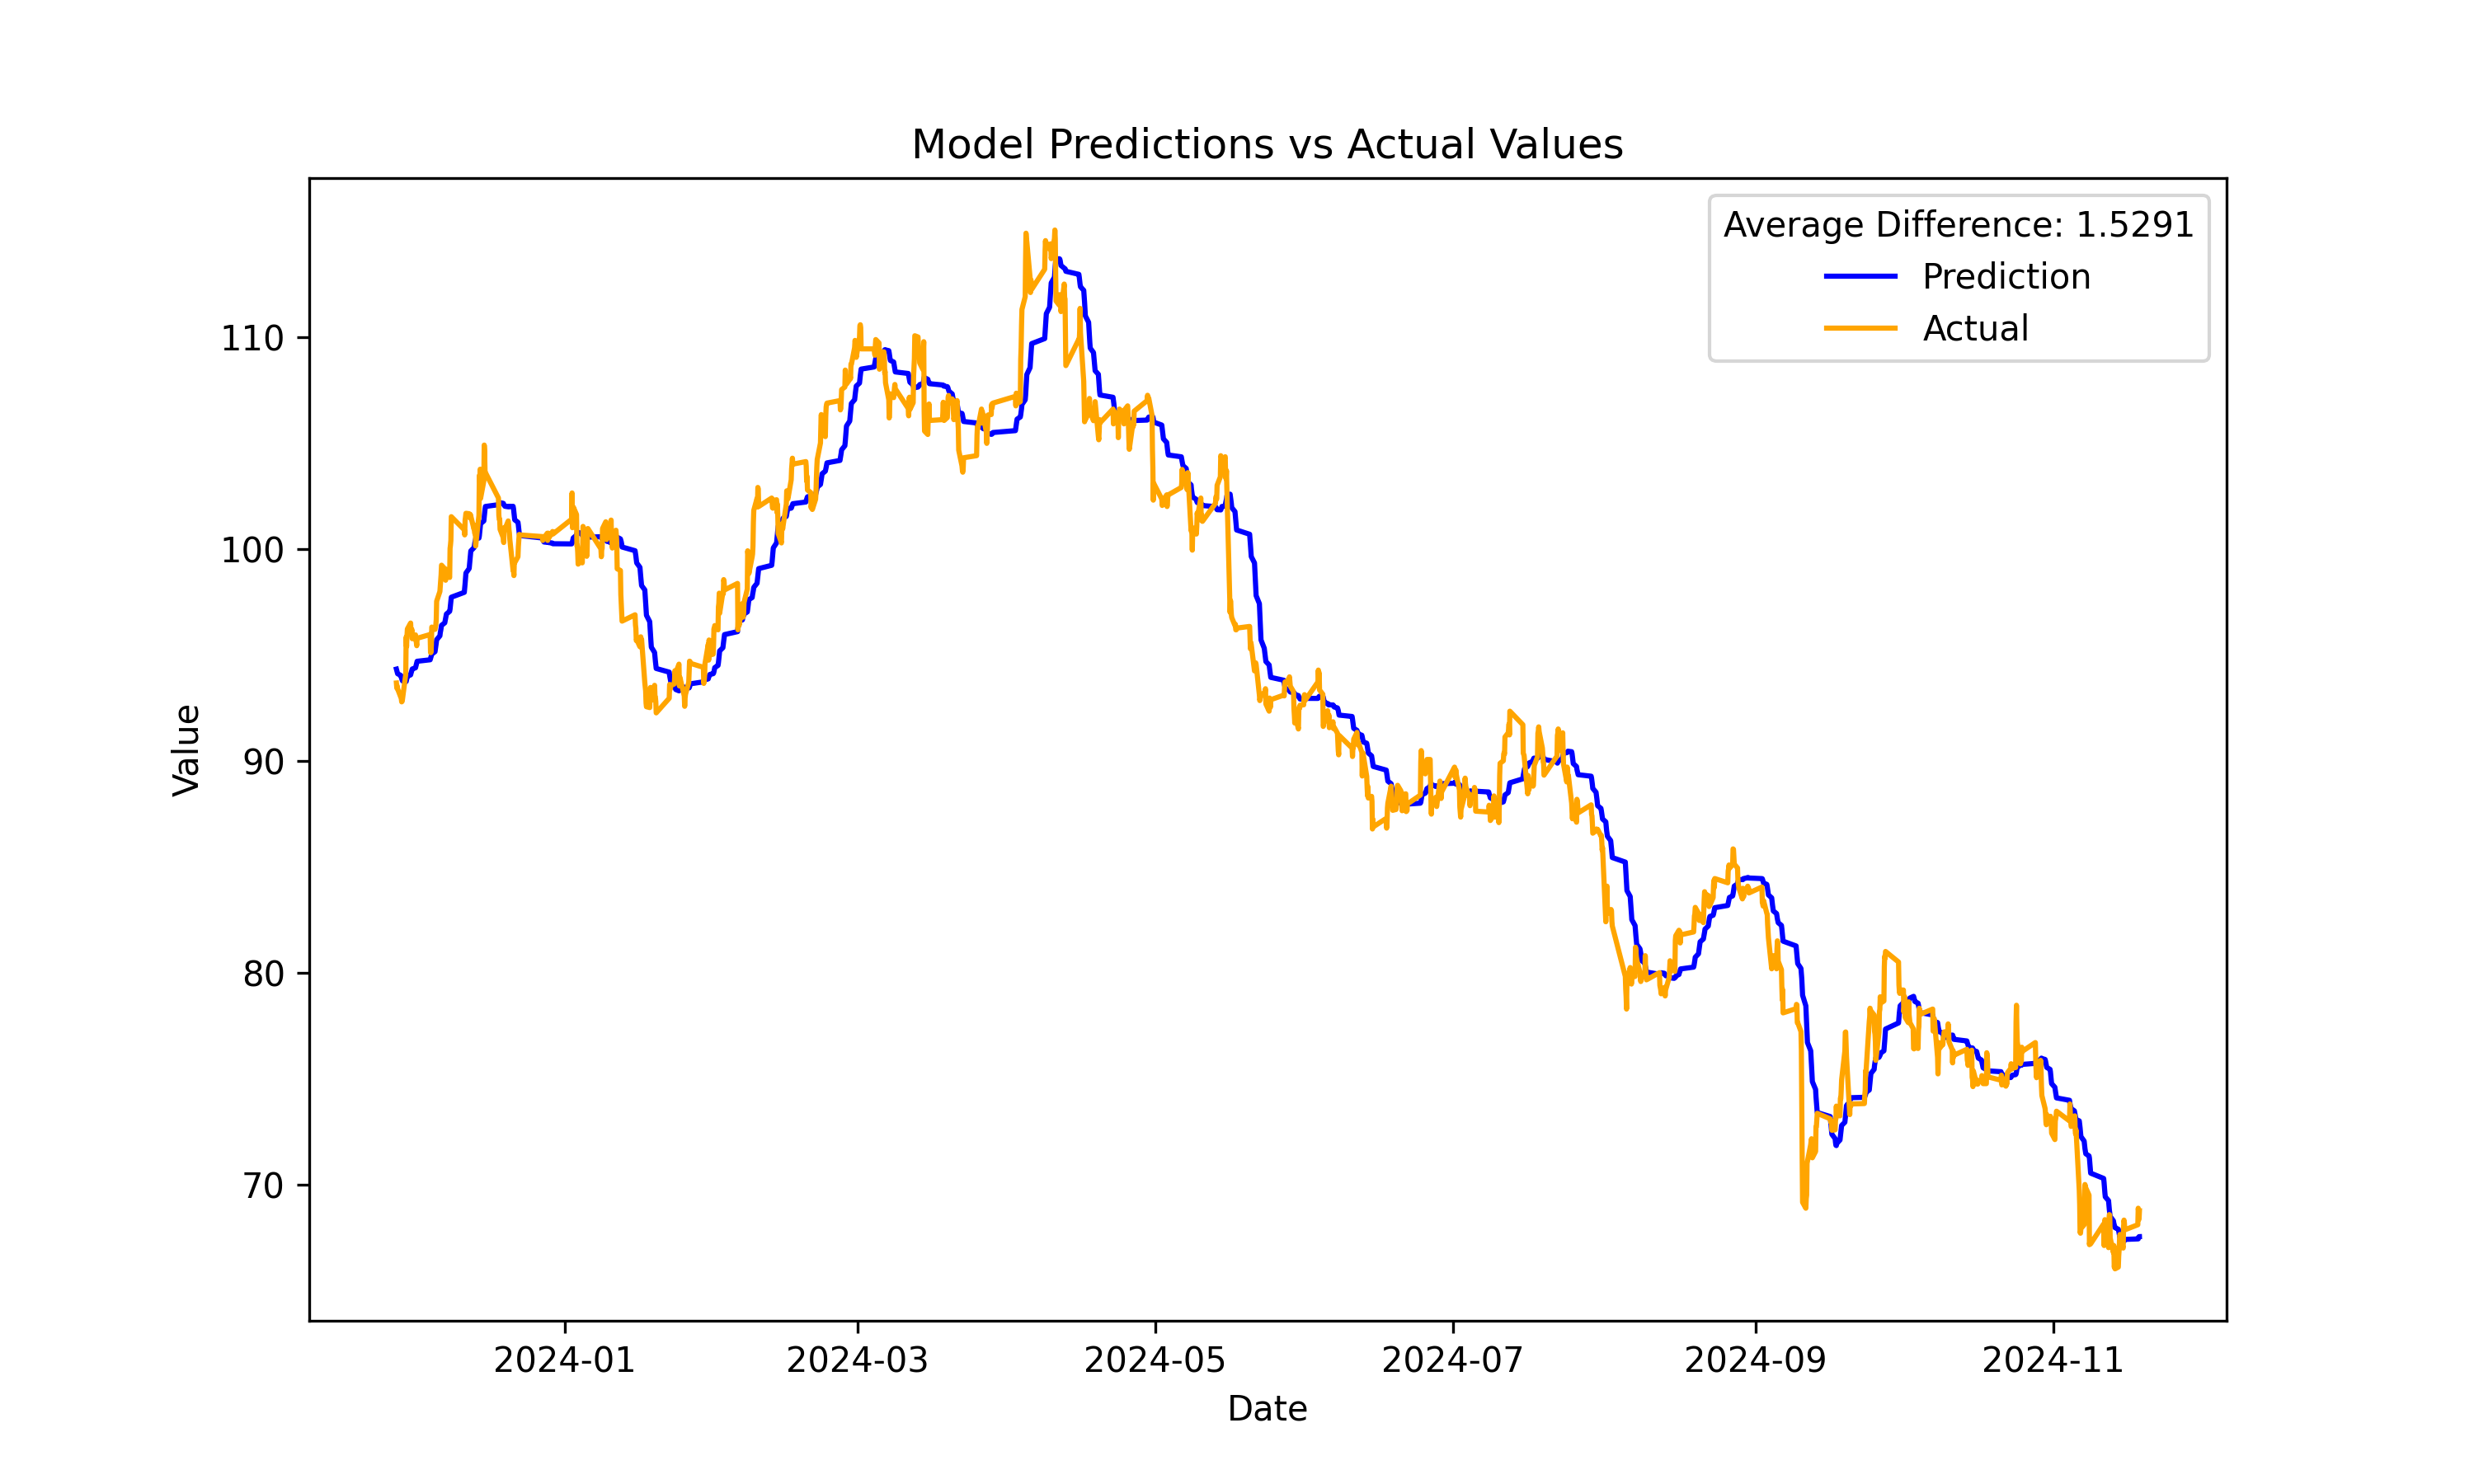 Model Predictions vs Actual Values
Average Difference: 1.5291
Prediction
Actual
Value
110
100
90
80
70
2024-01
2024-03
2024-05
2024-07
2024-09
2024-11
Date